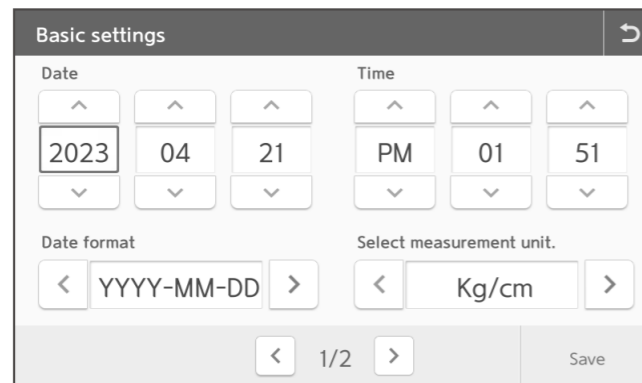 Basic settings
Date
Time
2023 04 21
PM 01 51
Date format
Select measurement unit.
YYYY-MM-DD
Kg/cm
1/2
Save